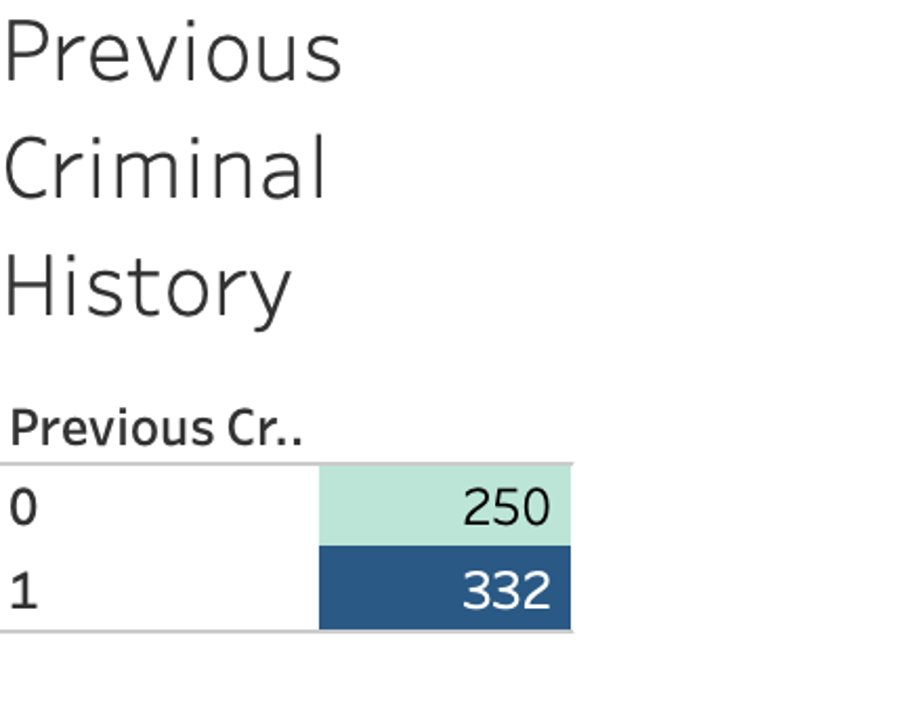 Previous
Criminal
History
Previous Cr..
0 250
1 332